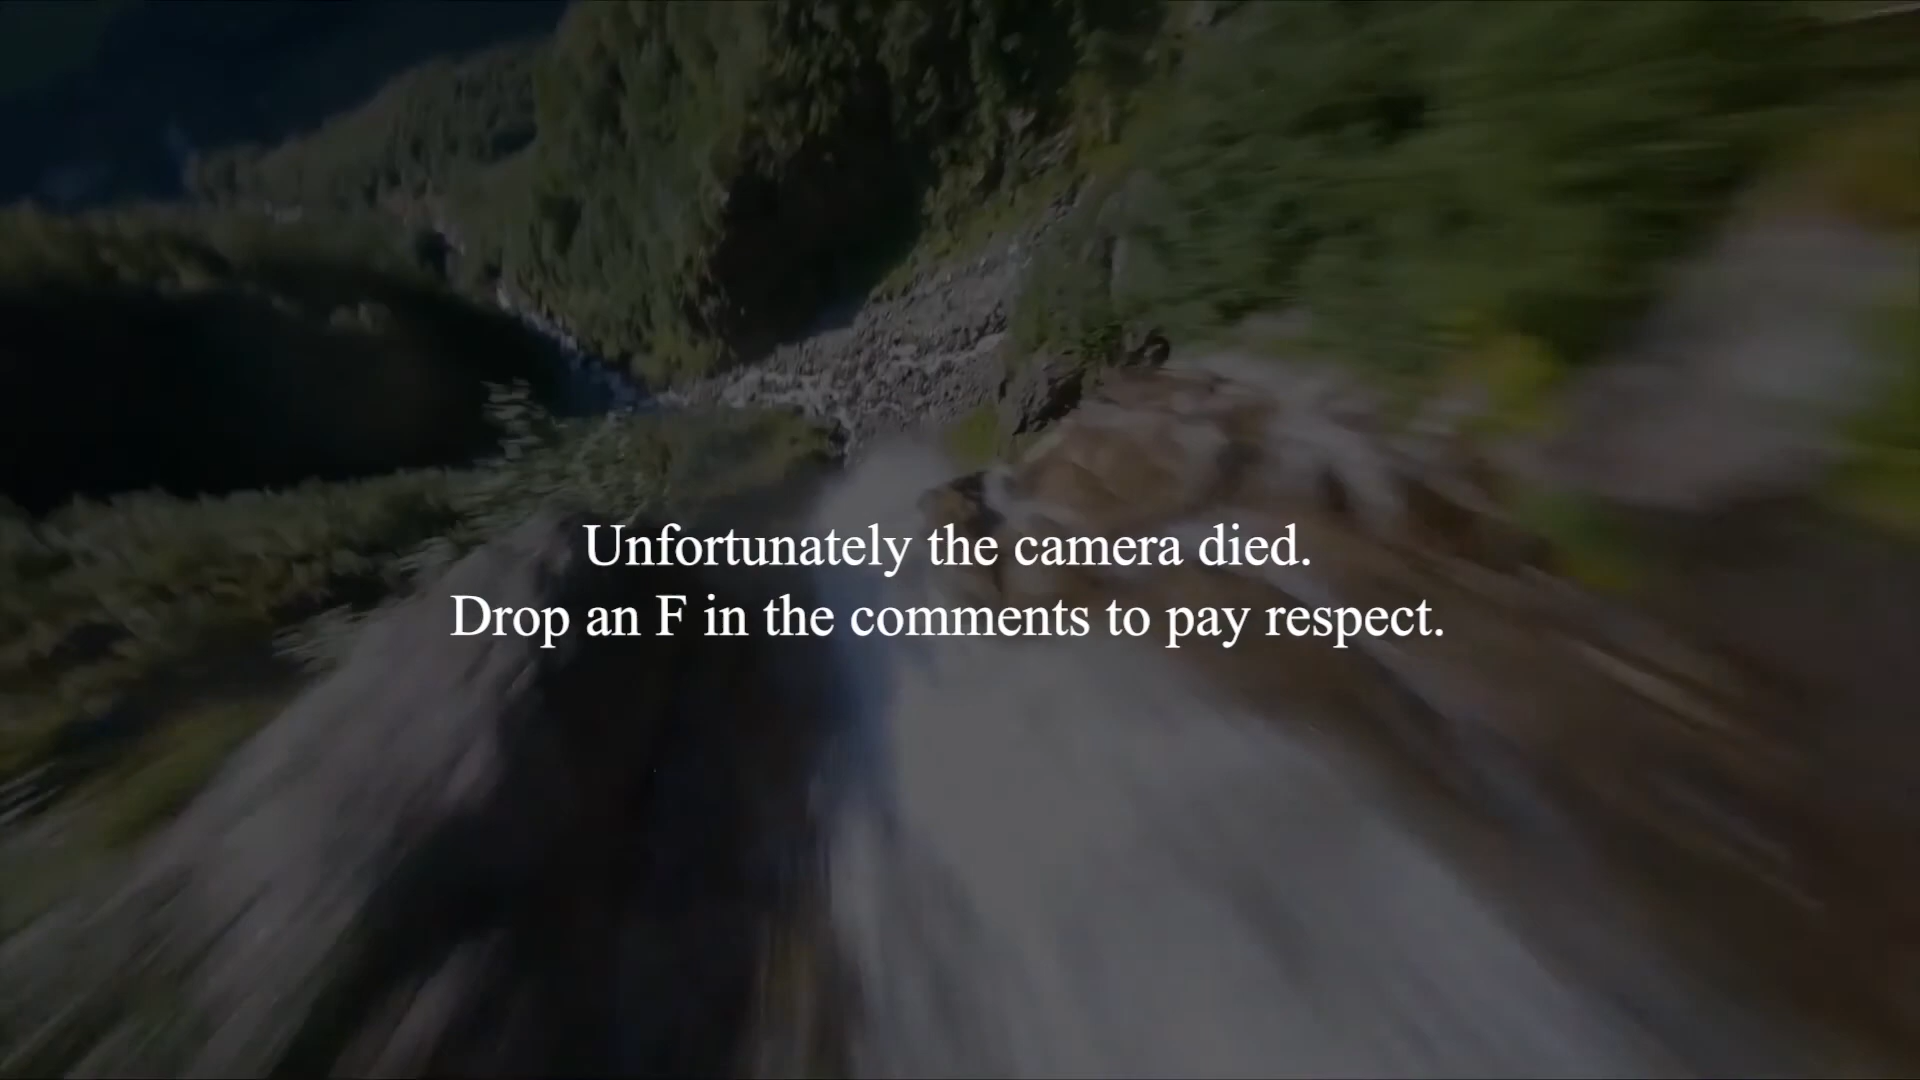 Unfortunately the camera died.
Drop an F in the comments to pay respect.